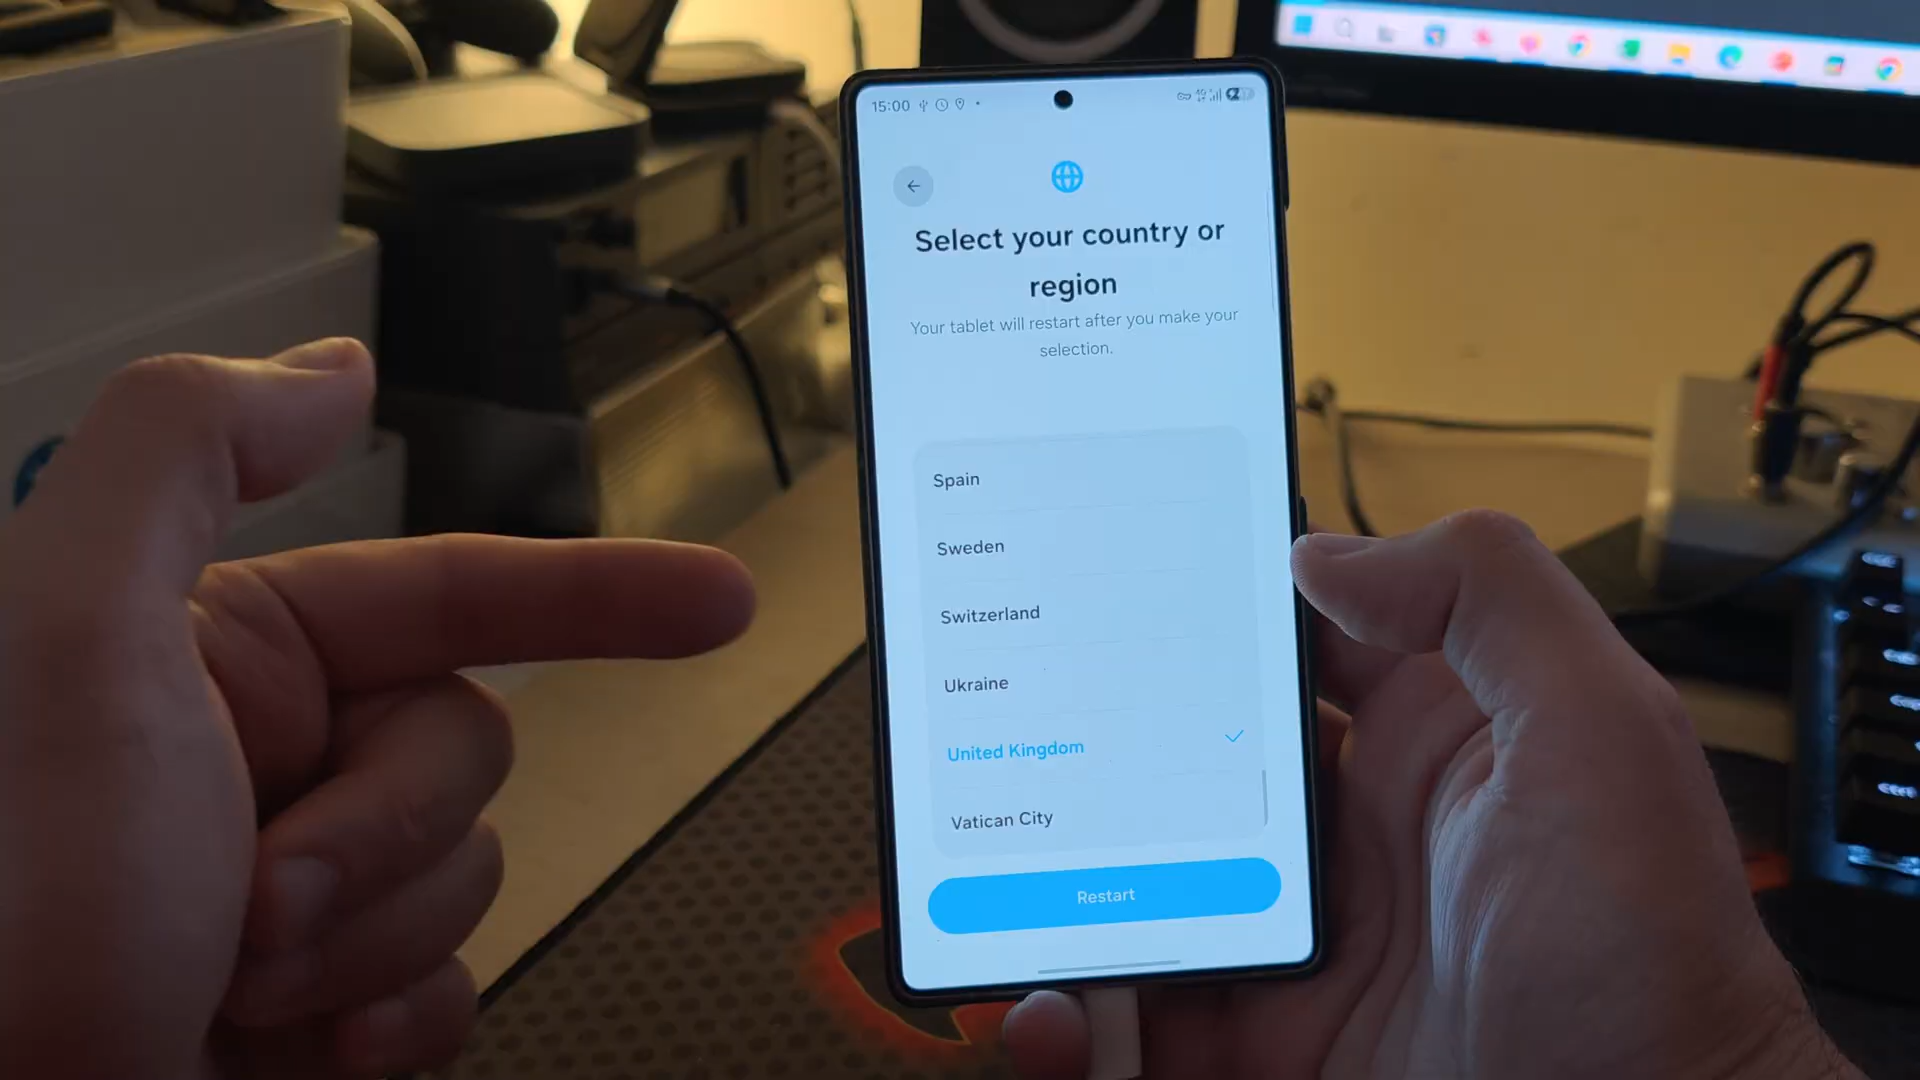 15:00
Select your country or
region
Your tablet will restart after you make your
selection.
Spain
Sweden
Switzerland
Ukraine
United Kingdom
Vatican City
Restart